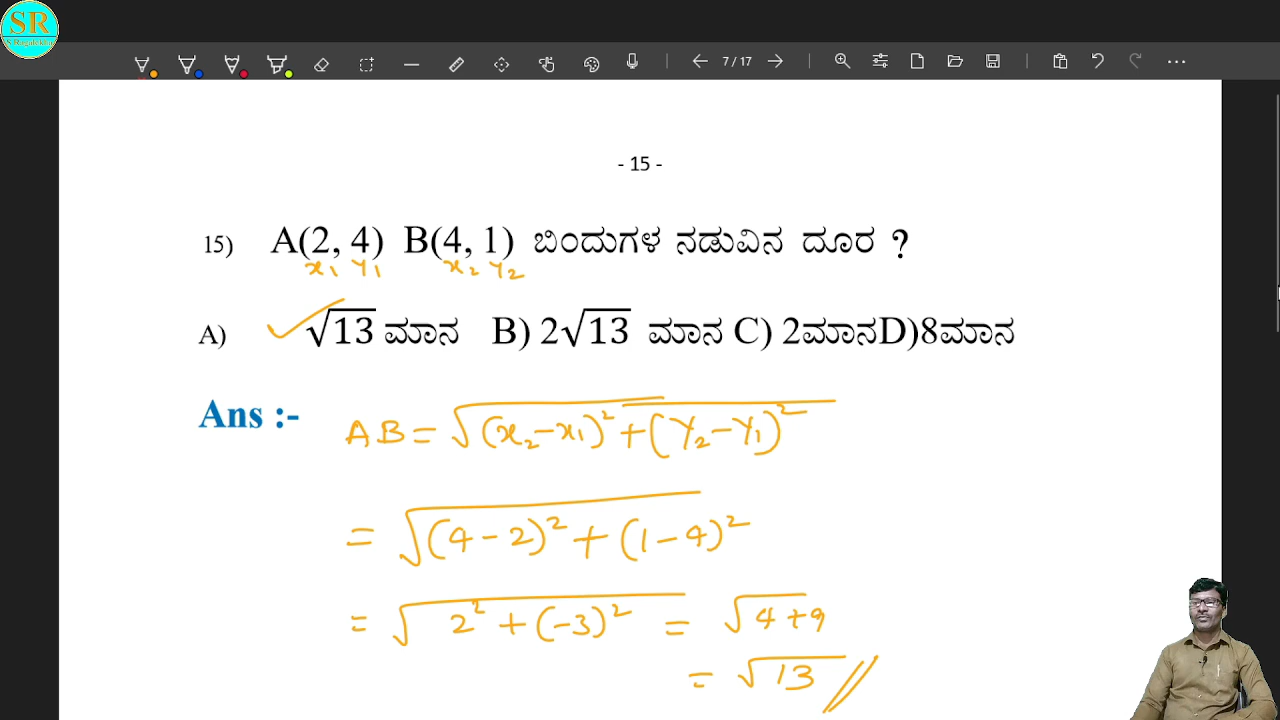 SR
7 / 17
- 15 -
15) A(2, 4) B(4, 1) ಬಿಂದುಗಳ ನಡುವಿನ ದೂರ ?
x₁ y₁ x₂ y₂
A) √13 ಮಾನ B) 2√13 ಮಾನ C) 2ಮಾನD)8ಮಾನ
Ans :- AB = √(x₂-x₁)² + (y₂-y₁)²
= √(4-2)² + (1-4)²
= √2² + (-3)² = √4+9
= √13 //